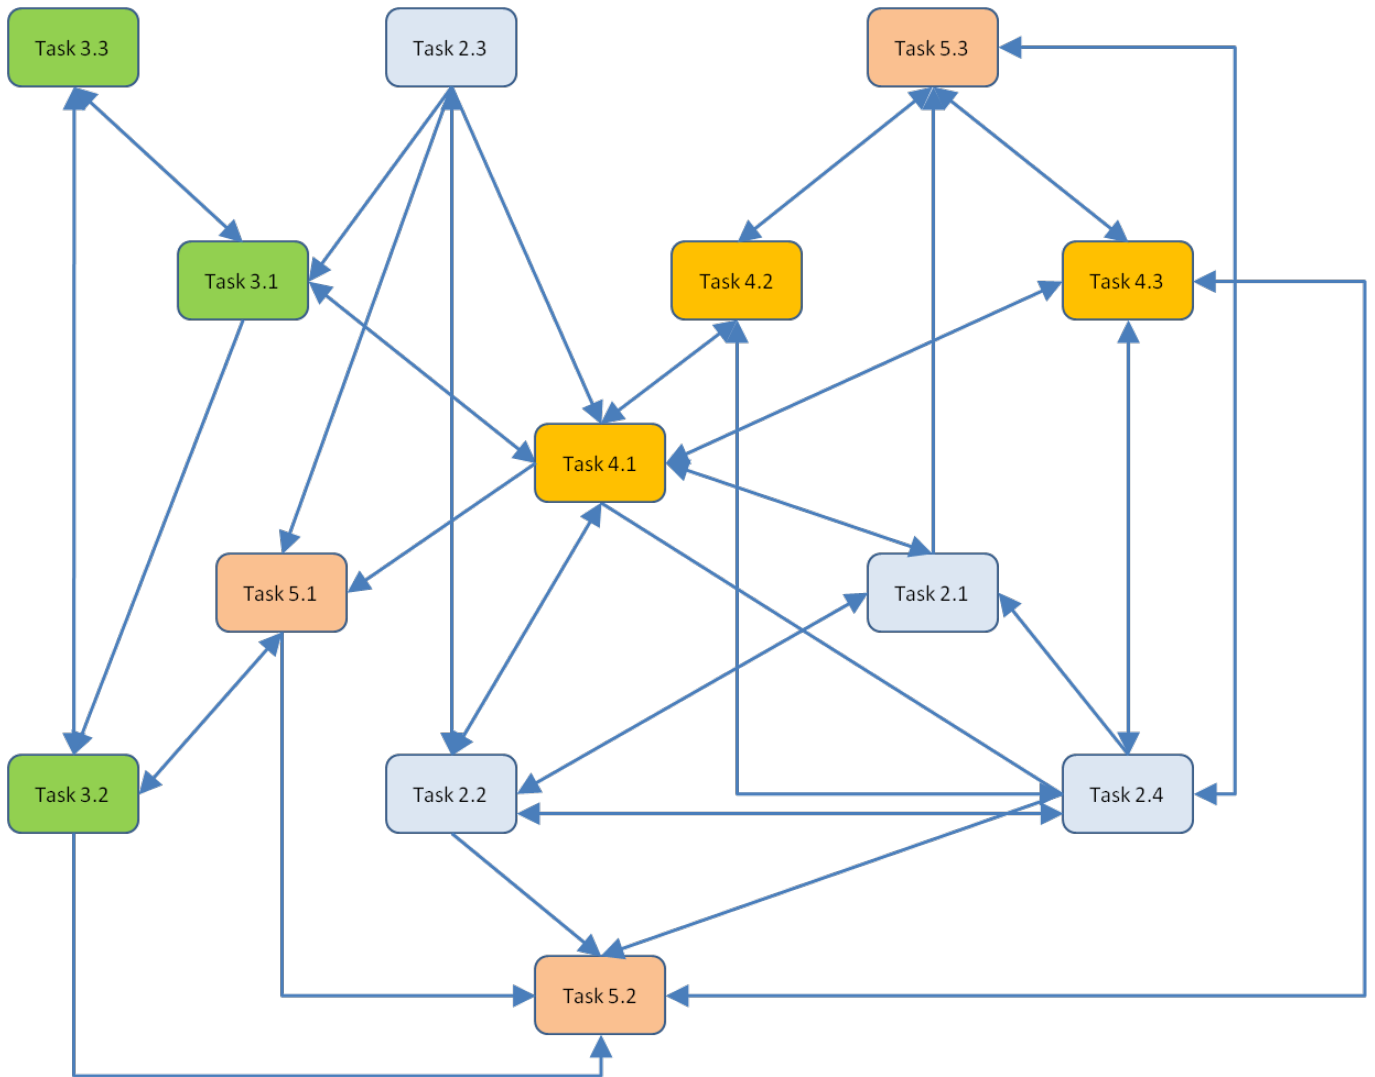 Task 3.3
Task 2.3
Task 5.3
Task 3.1
Task 4.2
Task 4.3
Task 4.1
Task 5.1
Task 2.1
Task 3.2
Task 2.2
Task 2.4
Task 5.2